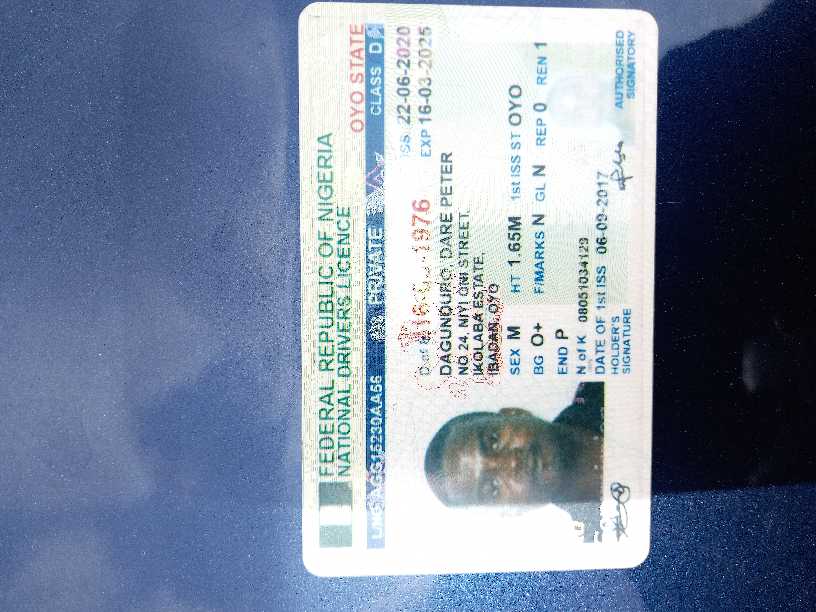 FEDERAL REPUBLIC OF NIGERIA
NATIONAL DRIVERS LICENCE
OYO STATE
L/NO AGG15230AA56 PRIVATE CLASS D
ISS 22-06-2020
D of B 1976 EXP 16-03-2025
DAGUNDURO, DARE PETER
NO 24, NIYI ONI STREET,
IKOLABA ESTATE,
IBADAN, OYO
SEX M HT 1.65M 1st ISS ST OYO
BG O+ F/MARKS N GL N REP 0 REN 1
END P
N of K 08051034129
DATE OF 1st ISS 06-09-2017
HOLDER'S
SIGNATURE
AUTHORISED
SIGNATORY